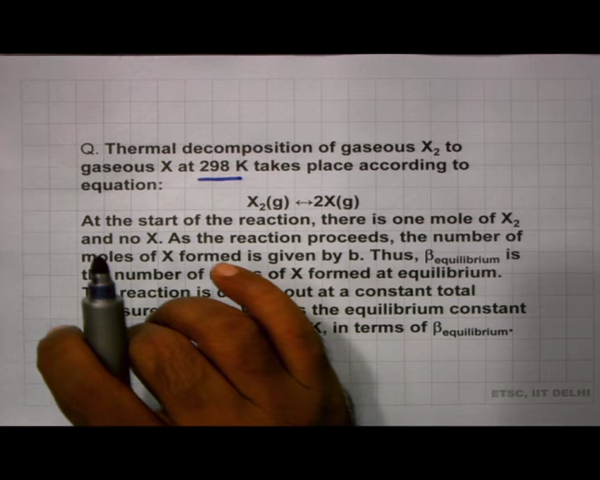 Q. Thermal decomposition of gaseous X₂ to
gaseous X at 298 K takes place according to
equation:
X₂(g) ↔2X(g)
At the start of the reaction, there is one mole of X₂
and no X. As the reaction proceeds, the number of
moles of X formed is given by b. Thus, βequilibrium is
number of of X formed at equilibrium.
reaction is out at a constant total
the equilibrium constant
, in terms of βequilibrium.
ETSC, IIT DELHI